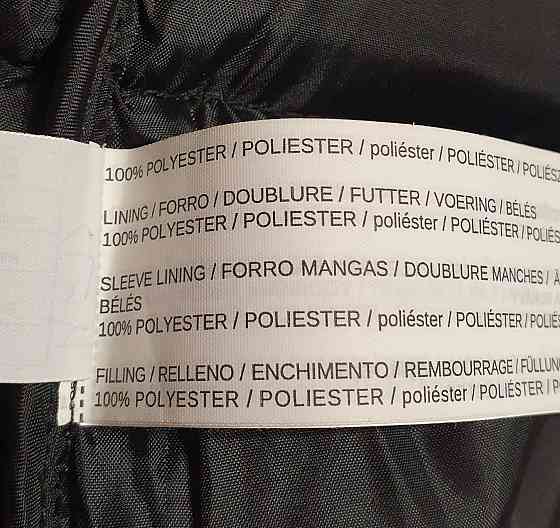 100% POLYESTER / POLIESTER / poliéster / POLIÉSTER /
LINING / FORRO / DOUBLURE / FUTTER / VOERING / BÉLÉS
100% POLYESTER / POLIESTER / poliéster / POLIÉSTER /
SLEEVE LINING / FORRO MANGAS / DOUBLURE MANCHES /
BÉLÉS
100% POLYESTER / POLIESTER / poliéster / POLIÉSTER /
FILLING / RELLENO / ENCHIMENTO / REMBOURRAGE /
100% POLYESTER / POLIESTER / poliéster / POLIÉSTER